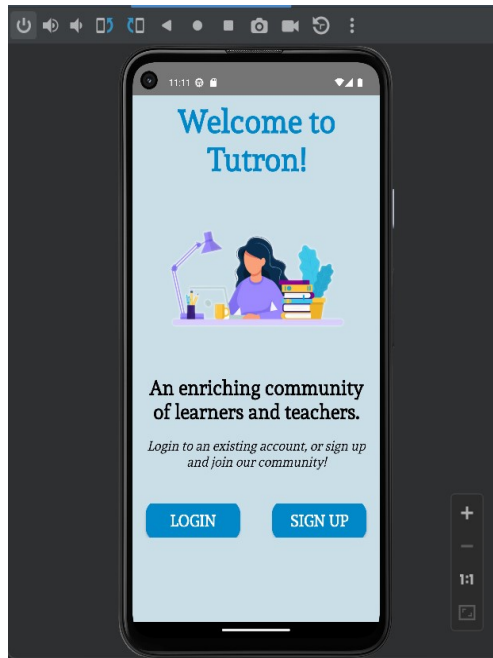 11:11
Welcome to
Tutron!
An enriching community
of learners and teachers.
Login to an existing account, or sign up
and join our community!
LOGIN SIGN UP
1:1